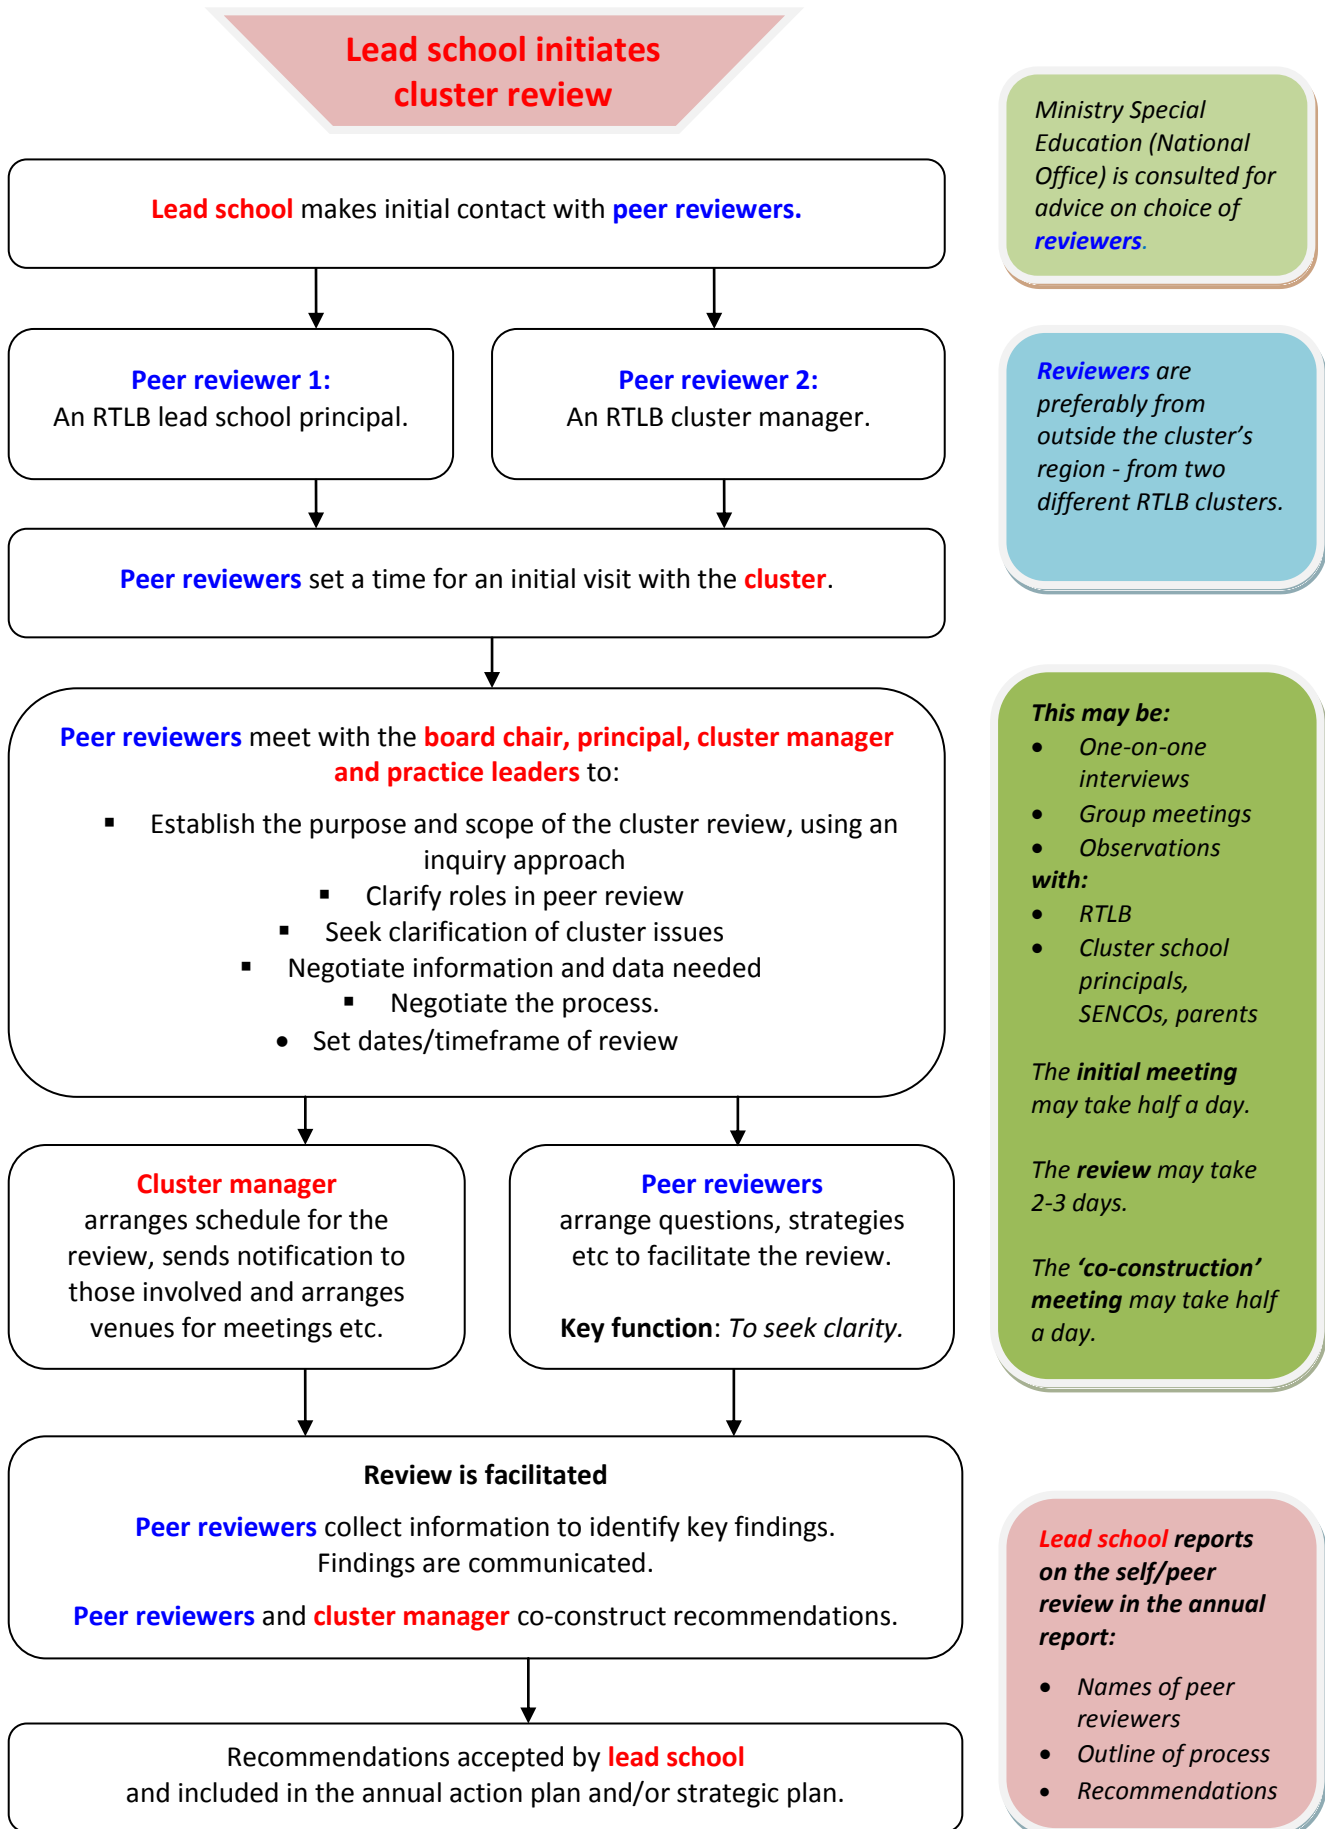 Lead school initiates
cluster review
Ministry Special
Education (National
Office) is consulted for
advice on choice of
reviewers.
Lead school makes initial contact with peer reviewers.
Peer reviewer 1:
An RTLB lead school principal.
Peer reviewer 2:
An RTLB cluster manager.
Reviewers are
preferably from
outside the cluster’s
region - from two
different RTLB clusters.
Peer reviewers set a time for an initial visit with the cluster.
Peer reviewers meet with the board chair, principal, cluster manager
and practice leaders to:
▪ Establish the purpose and scope of the cluster review, using an
inquiry approach
▪ Clarify roles in peer review
▪ Seek clarification of cluster issues
▪ Negotiate information and data needed
▪ Negotiate the process.
• Set dates/timeframe of review
This may be:
• One-on-one
interviews
• Group meetings
• Observations
with:
• RTLB
• Cluster school
principals,
SENCOs, parents
The initial meeting
may take half a day.
The review may take
2-3 days.
The ‘co-construction’
meeting may take half
a day.
Cluster manager
arranges schedule for the
review, sends notification to
those involved and arranges
venues for meetings etc.
Peer reviewers
arrange questions, strategies
etc to facilitate the review.
Key function: To seek clarity.
Review is facilitated
Peer reviewers collect information to identify key findings.
Findings are communicated.
Peer reviewers and cluster manager co-construct recommendations.
Lead school reports
on the self/peer
review in the annual
report:
• Names of peer
reviewers
• Outline of process
• Recommendations
Recommendations accepted by lead school
and included in the annual action plan and/or strategic plan.